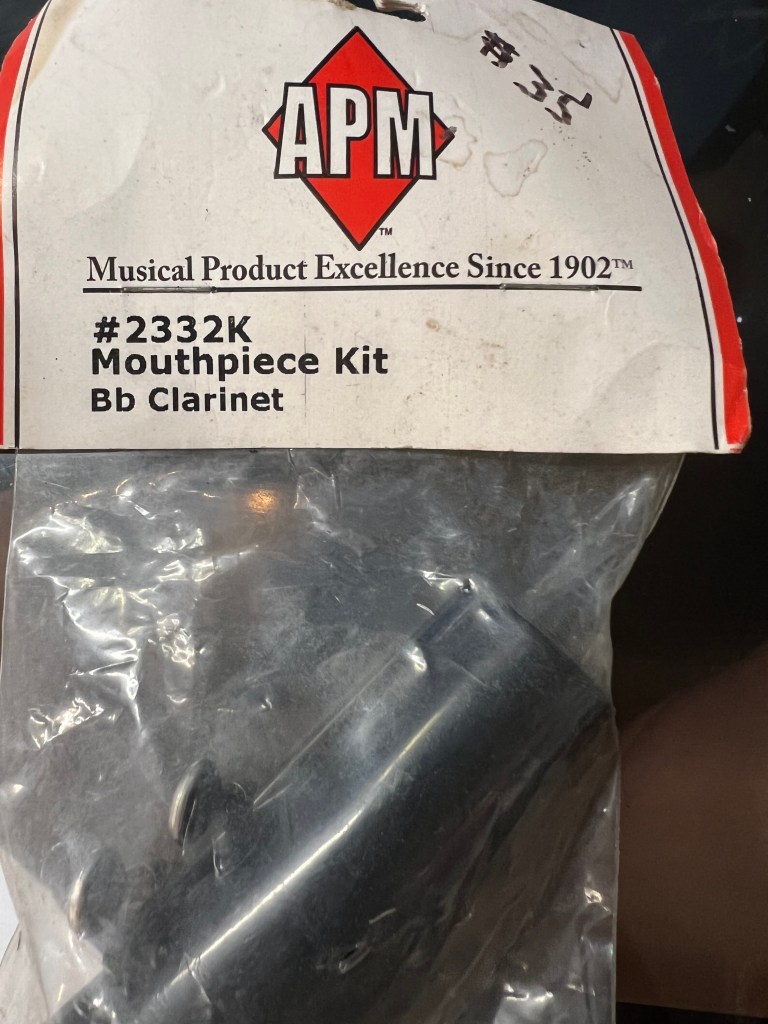 #35
APM
TM
Musical Product Excellence Since 1902™
#2332K
Mouthpiece Kit
Bb Clarinet